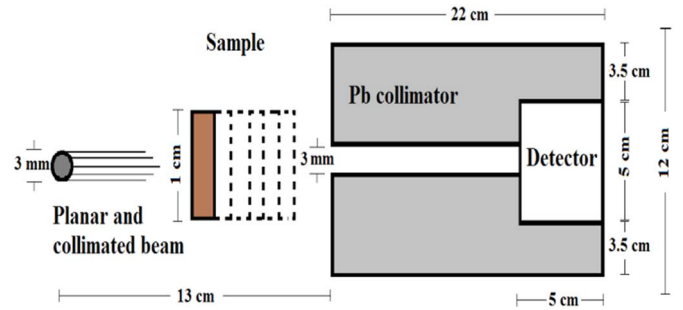 22 cm
Sample
3.5 cm
Pb collimator
3 mm
1 cm
3 mm
Detector
5 cm
12 cm
Planar and
collimated beam
3.5 cm
13 cm
5 cm